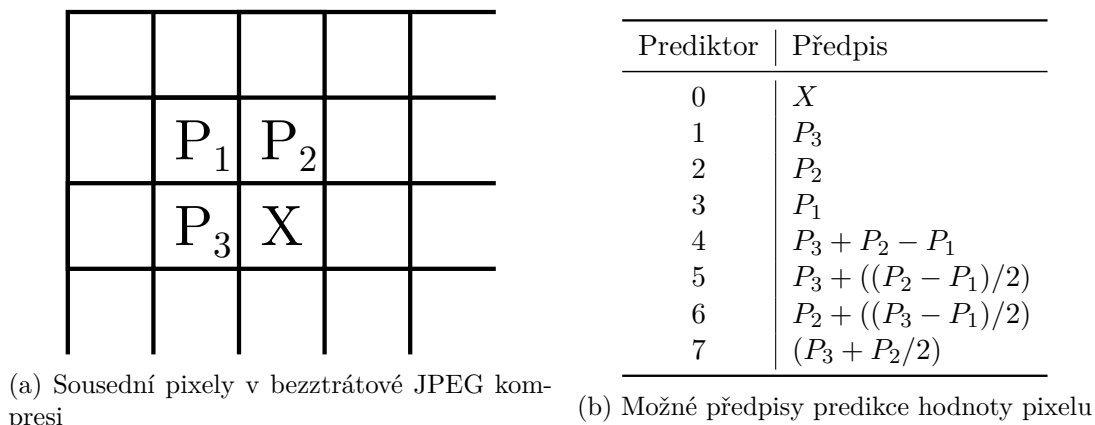 P₁ P₂
P₃ X
(a) Sousední pixely v bezztrátové JPEG kom-
presi
Prediktor Předpis
0 X
1 P₃
2 P₂
3 P₁
4 P₃ + P₂ − P₁
5 P₃ + ((P₂ − P₁)/2)
6 P₂ + ((P₃ − P₁)/2)
7 (P₃ + P₂/2)
(b) Možné předpisy predikce hodnoty pixelu